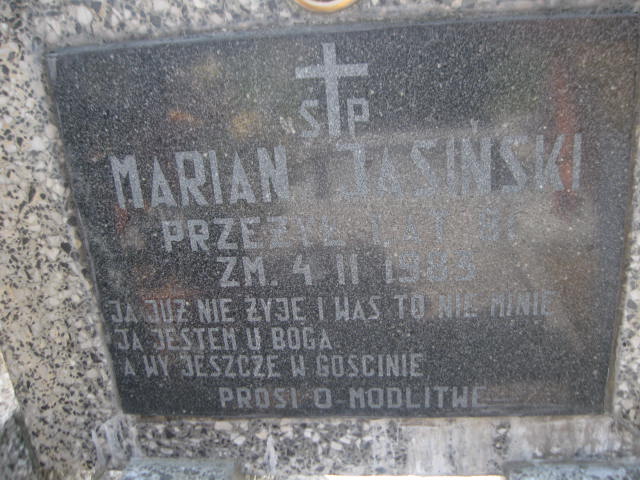 Ś P
MARIAN JASIŃSKI
PRZEŻYŁ LAT
ZM. 4 II 1989
JA JUŻ NIE ŻYJE I WAS TO NIE MINIE
JA JESTEM U BOGA
A WY JESZCZE W GOŚCINIE
PROSI O MODLITWE